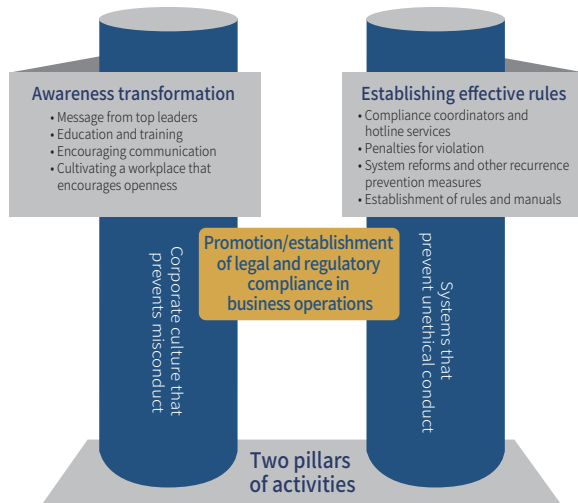 Awareness transformation
• Message from top leaders
• Education and training
• Encouraging communication
• Cultivating a workplace that
encourages openness
Establishing effective rules
• Compliance coordinators and
hotline services
• Penalties for violation
• System reforms and other recurrence
prevention measures
• Establishment of rules and manuals
Promotion/establishment
of legal and regulatory
compliance in
business operations
Corporate culture that
prevents misconduct
Systems that
prevent unethical conduct
Two pillars
of activities